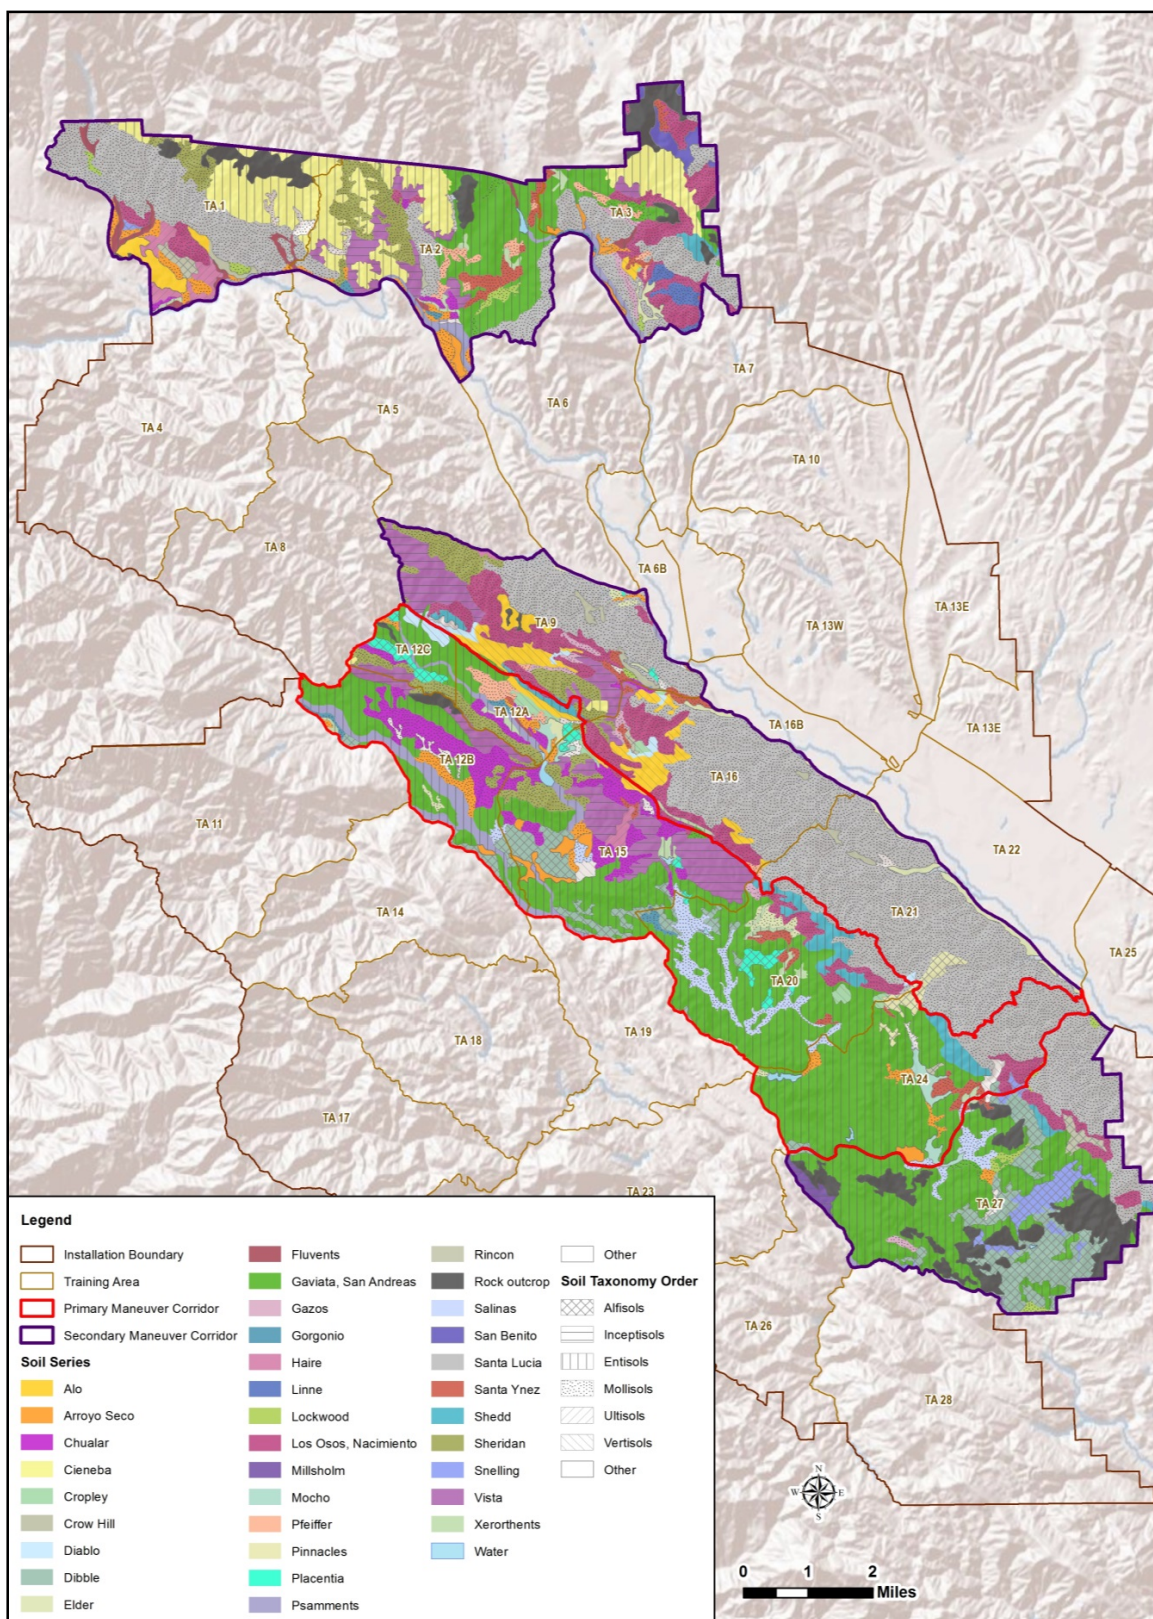 TA 1
TA 2
TA 3
TA 7
TA 4
TA 5
TA 6
TA 10
TA 8
TA 6B
TA 13E
TA 9
TA 13W
TA 12C
TA 12A
TA 16B
TA 13E
TA 12B
TA 16
TA 11
TA 15
TA 22
TA 14
TA 21
TA 25
TA 20
TA 19
TA 18
TA 24
TA 17
TA 23
TA 27
TA 26
TA 28
Legend
Installation Boundary
Training Area
Primary Maneuver Corridor
Secondary Maneuver Corridor
Soil Series
Alo
Arroyo Seco
Chualar
Cieneba
Cropley
Crow Hill
Diablo
Dibble
Elder
Fluvents
Gaviata, San Andreas
Gazos
Gorgonio
Haire
Linne
Lockwood
Los Osos, Nacimiento
Millsholm
Mocho
Pfeiffer
Pinnacles
Placentia
Psamments
Rincon
Rock outcrop
Salinas
San Benito
Santa Lucia
Santa Ynez
Shedd
Sheridan
Snelling
Vista
Xerorthents
Water
Other
Soil Taxonomy Order
Alfisols
Inceptisols
Entisols
Mollisols
Ultisols
Vertisols
Other
N
W E
S
0 1 2
Miles